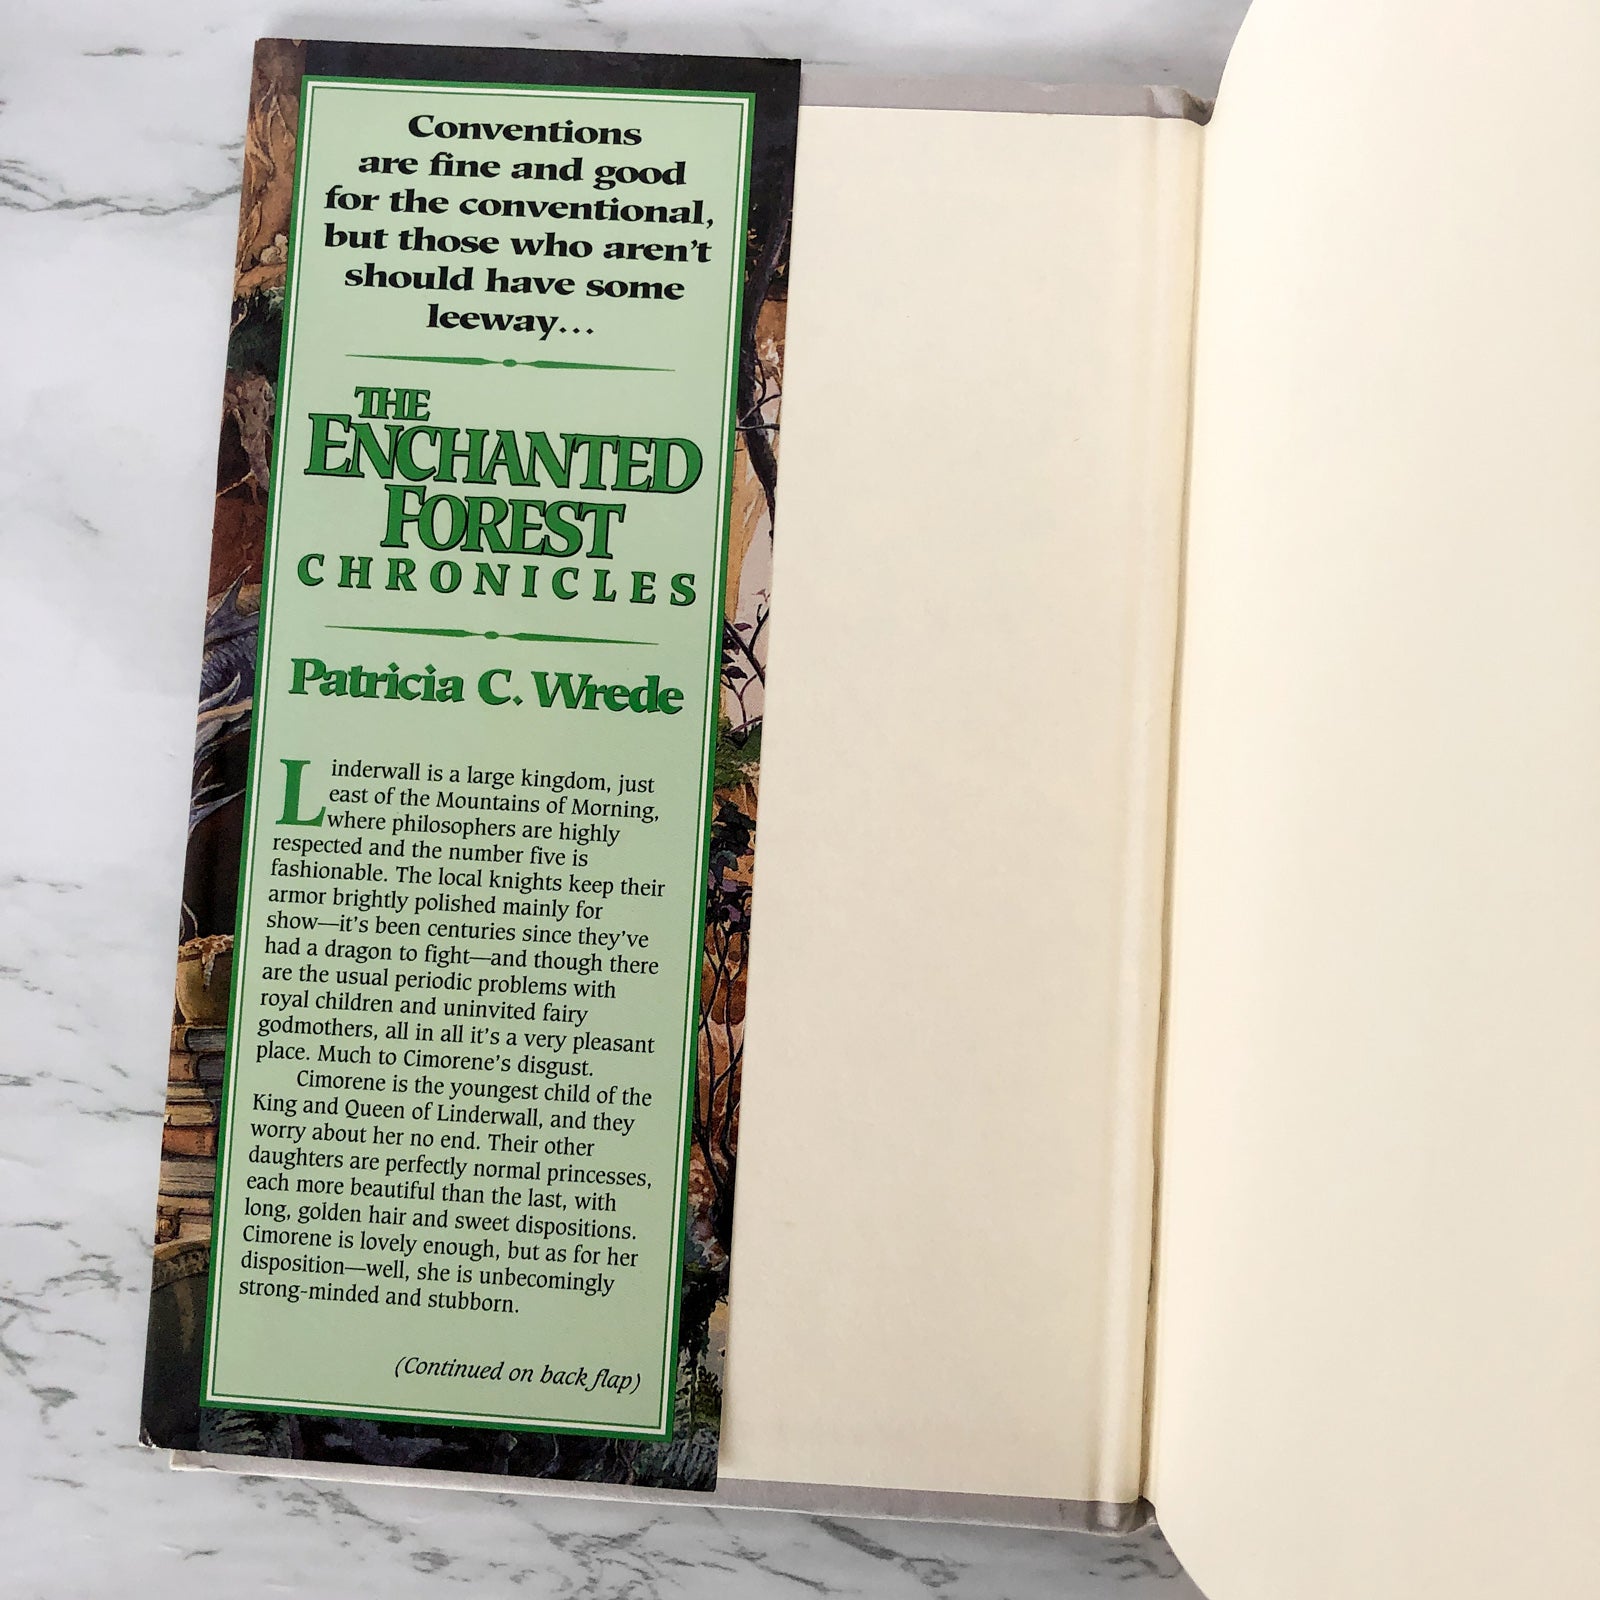 Conventions
are fine and good
for the conventional,
but those who aren't
should have some
leeway...
THE
ENCHANTED
FOREST
CHRONICLES
Patricia C. Wrede
Linderwall is a large kingdom, just
east of the Mountains of Morning,
where philosophers are highly
respected and the number five is
fashionable. The local knights keep their
armor brightly polished mainly for
show—it's been centuries since they've
had a dragon to fight—and though there
are the usual periodic problems with
royal children and uninvited fairy
godmothers, all in all it's a very pleasant
place. Much to Cimorene's disgust.
Cimorene is the youngest child of the
King and Queen of Linderwall, and they
worry about her no end. Their other
daughters are perfectly normal princesses,
each more beautiful than the last, with
long, golden hair and sweet dispositions.
Cimorene is lovely enough, but as for her
disposition—well, she is unbecomingly
strong-minded and stubborn.
(Continued on back flap)